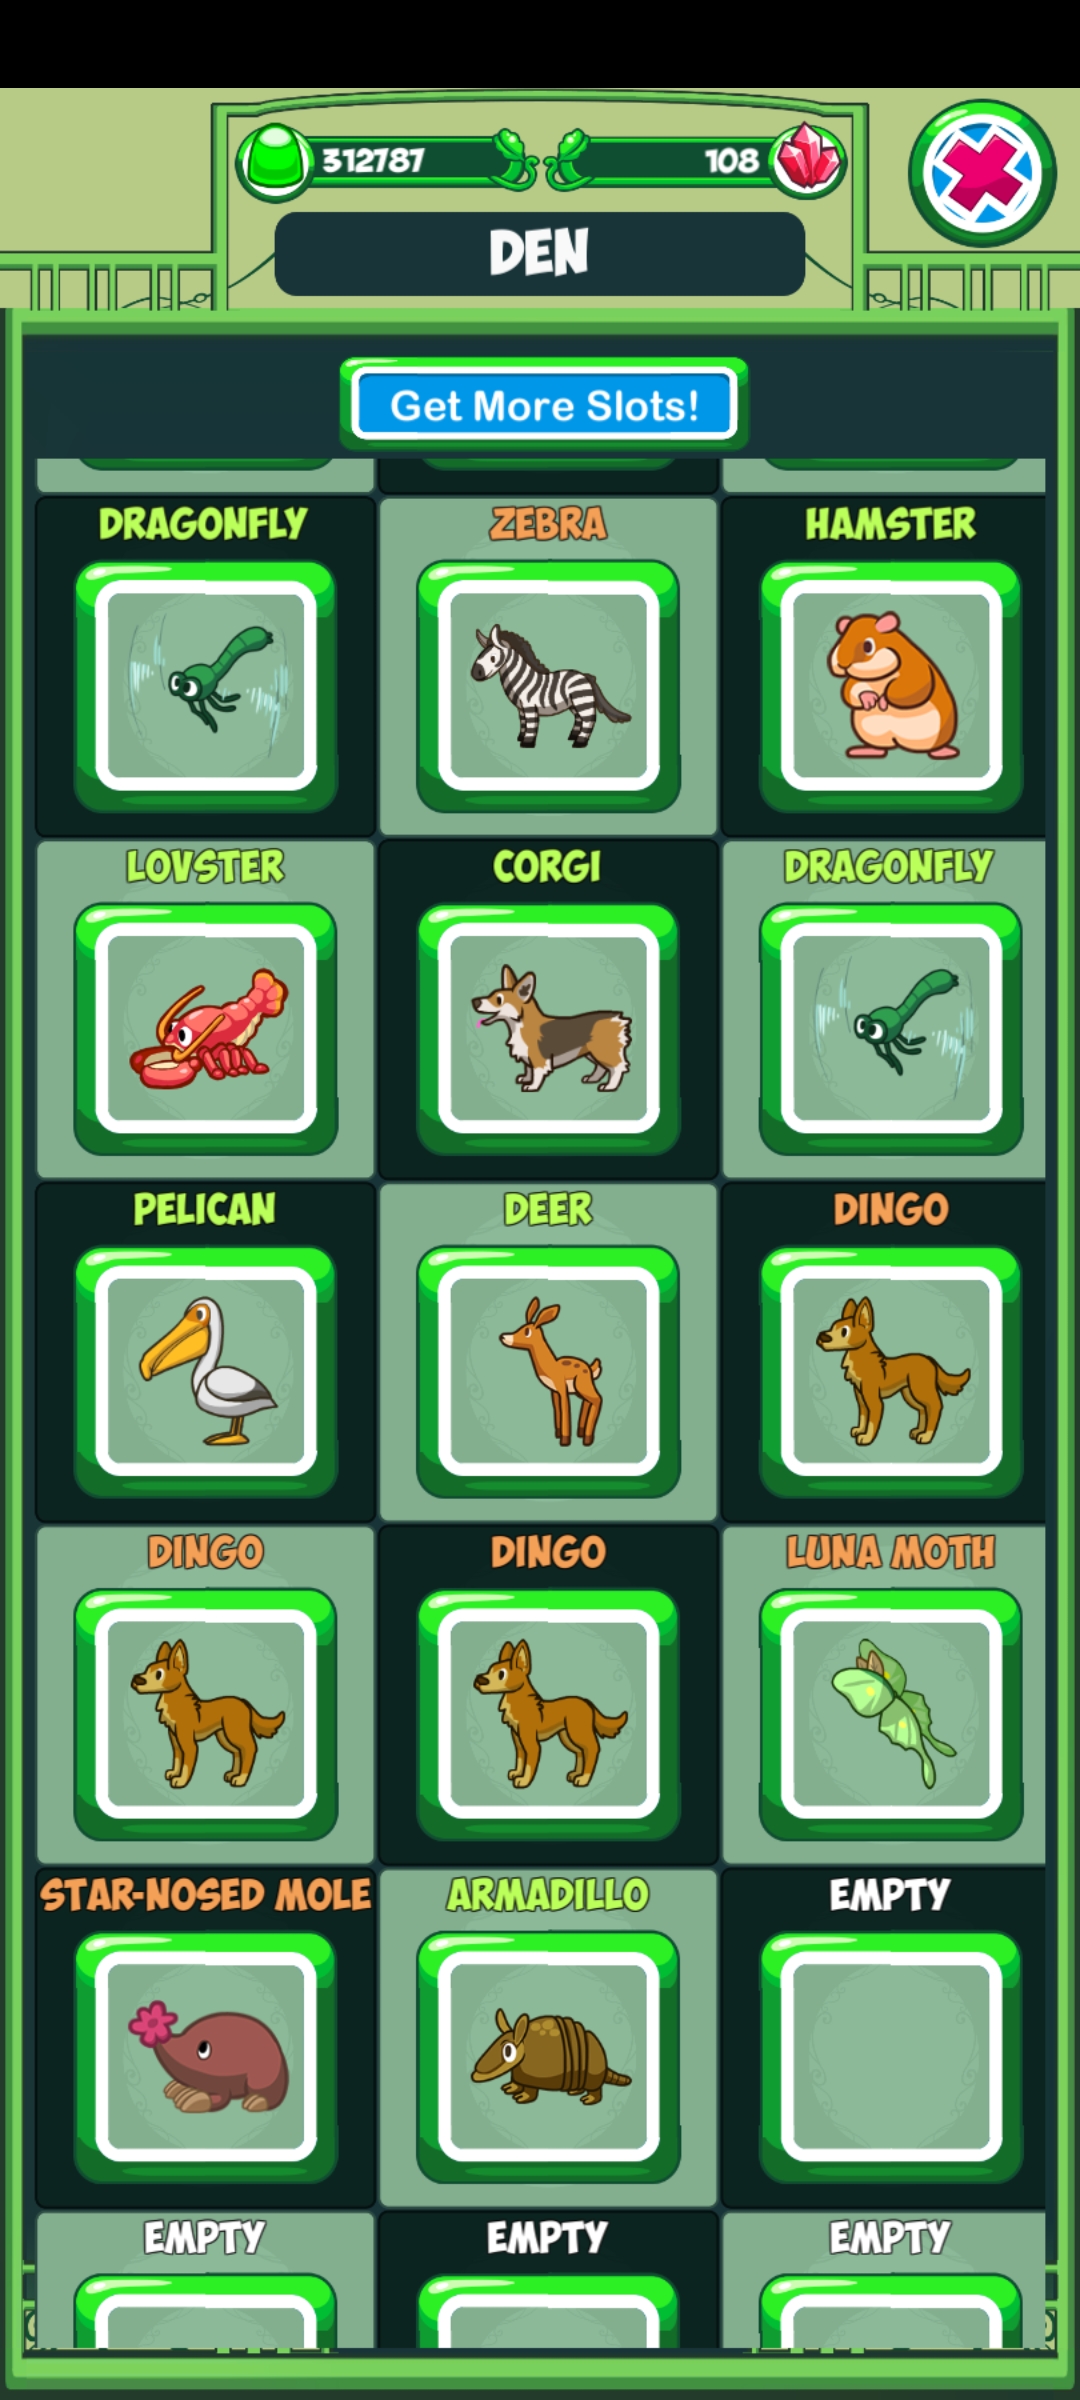 312787 108
DEN
Get More Slots!
DRAGONFLY ZEBRA HAMSTER
LOVSTER CORGI DRAGONFLY
PELICAN DEER DINGO
DINGO DINGO LUNA MOTH
STAR-NOSED MOLE ARMADILLO EMPTY
EMPTY EMPTY EMPTY